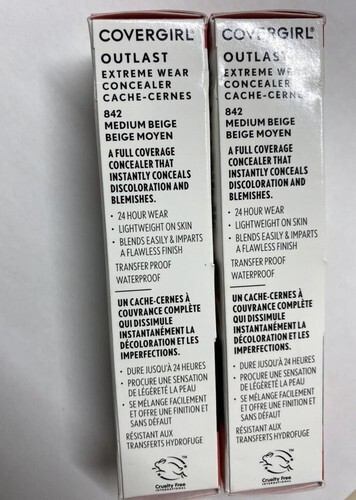 COVERGIRL®
OUTLAST
EXTREME WEAR
CONCEALER
CACHE-CERNES
842
MEDIUM BEIGE
BEIGE MOYEN
A FULL COVERAGE
CONCEALER THAT
INSTANTLY CONCEALS
DISCOLORATION AND
BLEMISHES.
• 24 HOUR WEAR
• LIGHTWEIGHT ON SKIN
• BLENDS EASILY & IMPARTS
A FLAWLESS FINISH
TRANSFER PROOF
WATERPROOF
UN CACHE-CERNES À
COUVRANCE COMPLÈTE
QUI DISSIMULE
INSTANTANÉMENT LA
DÉCOLORATION ET LES
IMPERFECTIONS.
• DURE JUSQU'À 24 HEURES
• PROCURE UNE SENSATION
DE LÉGÈRETÉ LA PEAU
• SE MÉLANGE FACILEMENT
ET OFFRE UNE FINITION ET
SANS DÉFAUT
RÉSISTANT AUX
TRANSFERTS HYDROFUGE
Cruelty Free
INTERNATIONAL
COVERGIRL®
OUTLAST
EXTREME WEAR
CONCEALER
CACHE-CERNES
842
MEDIUM BEIGE
BEIGE MOYEN
A FULL COVERAGE
CONCEALER THAT
INSTANTLY CONCEALS
DISCOLORATION AND
BLEMISHES.
• 24 HOUR WEAR
• LIGHTWEIGHT ON SKIN
• BLENDS EASILY & IMPARTS
A FLAWLESS FINISH
TRANSFER PROOF
WATERPROOF
UN CACHE-CERNES À
COUVRANCE COMPLÈTE
QUI DISSIMULE
INSTANTANÉMENT LA
DÉCOLORATION ET LES
IMPERFECTIONS.
• DURE JUSQU'À 24 HEURES
• PROCURE UNE SENSATION
DE LÉGÈRETÉ LA PEAU
• SE MÉLANGE FACILEMENT
ET OFFRE UNE FINITION ET
SANS DÉFAUT
RÉSISTANT AUX
TRANSFERTS HYDROFUGE
Cruelty Free
INTERNATIONAL